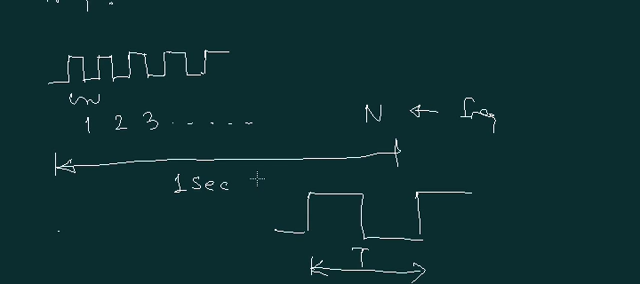 1 2 3 ...... N ← freq
1 sec
T